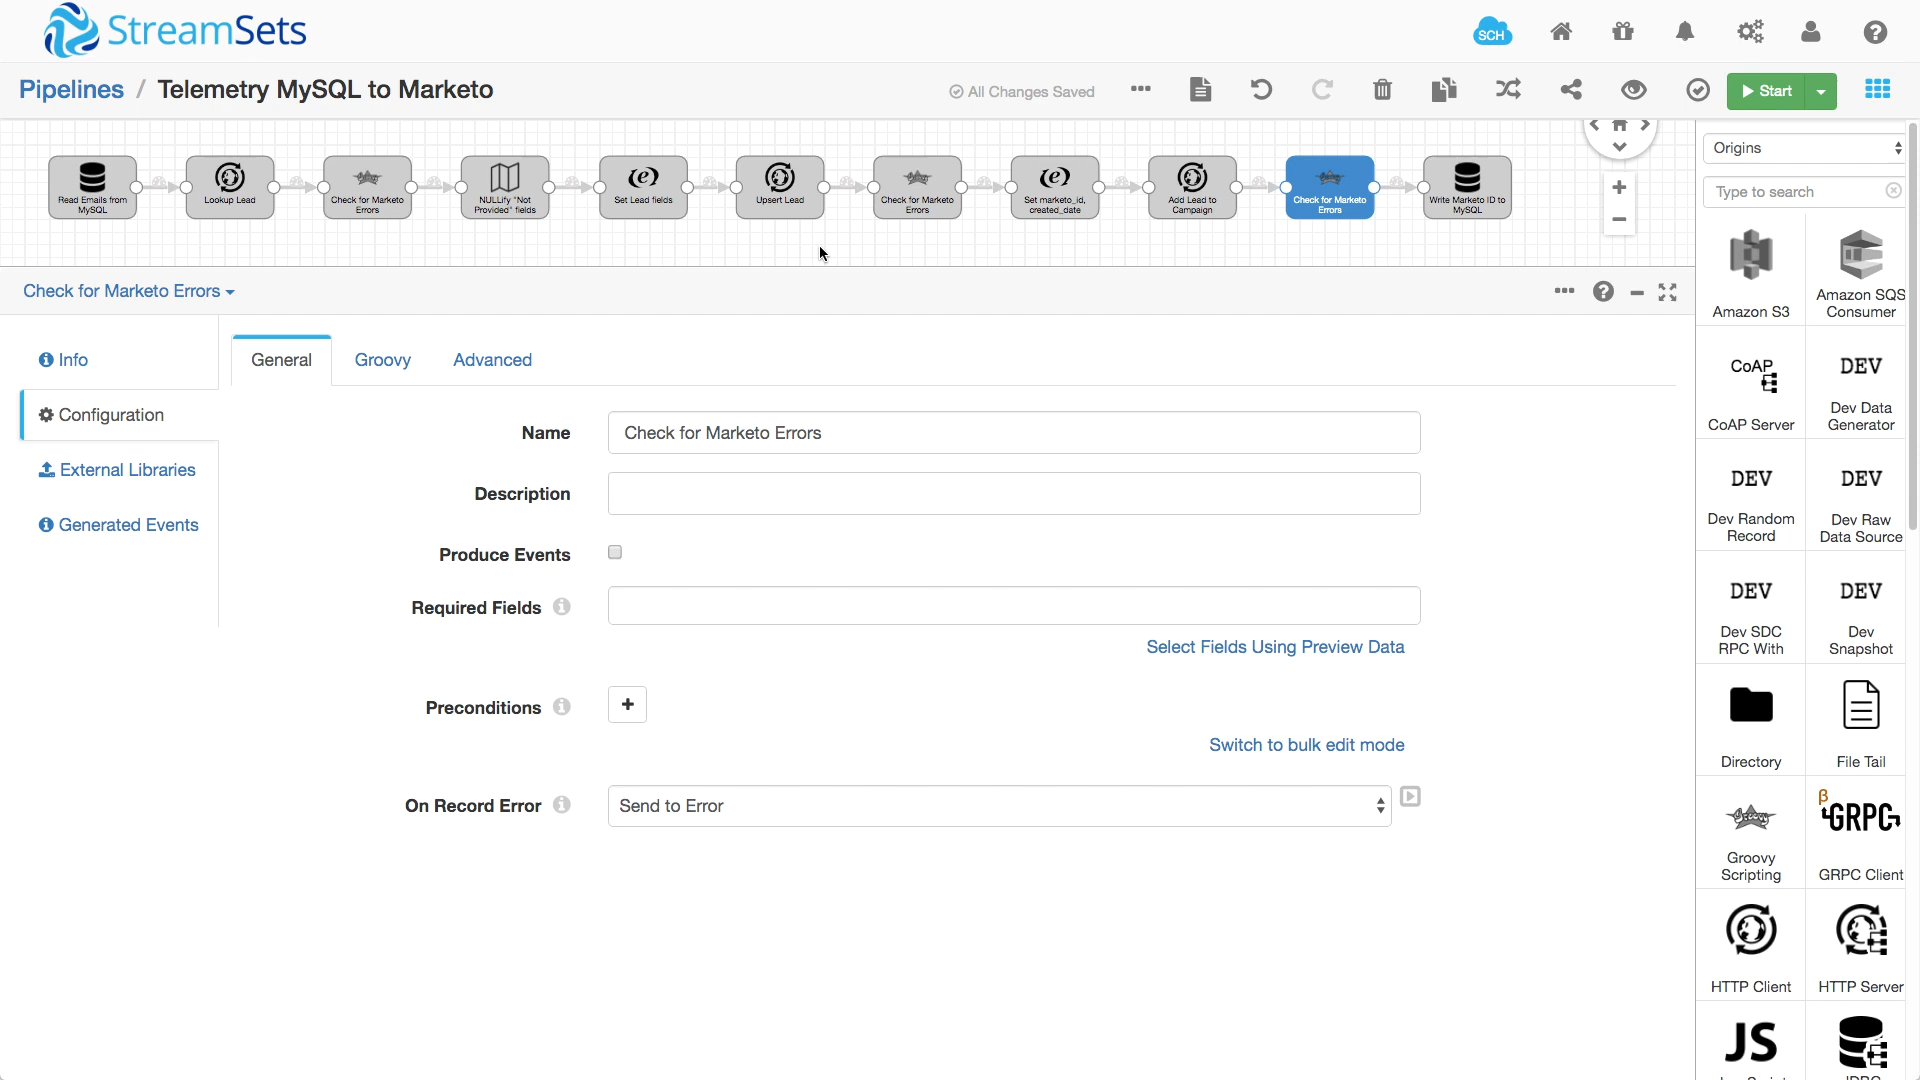 StreamSets
SCH
Pipelines / Telemetry MySQL to Marketo
All Changes Saved
Start
Read Emails from
MySQL
Lookup Lead
Check for Marketo
Errors
NULLify "Not
Provided" fields
Set Lead fields
Upsert Lead
Check for Marketo
Errors
Set marketo_id,
created_date
Add Lead to
Campaign
Check for Marketo
Errors
Write Marketo ID to
MySQL
Origins
Type to search
Check for Marketo Errors
Info
Configuration
External Libraries
Generated Events
General
Groovy
Advanced
Name
Check for Marketo Errors
Description
Produce Events
Required Fields
Select Fields Using Preview Data
Preconditions
Switch to bulk edit mode
On Record Error
Send to Error
Amazon S3
Amazon SQS
Consumer
CoAP
CoAP Server
DEV
Dev Data
Generator
DEV
Dev Random
Record
DEV
Dev Raw
Data Source
DEV
Dev SDC
RPC With
DEV
Dev
Snapshot
Directory
File Tail
Groovy
Groovy
Scripting
β
GRPC
GRPC Client
HTTP Client
HTTP Server
JS